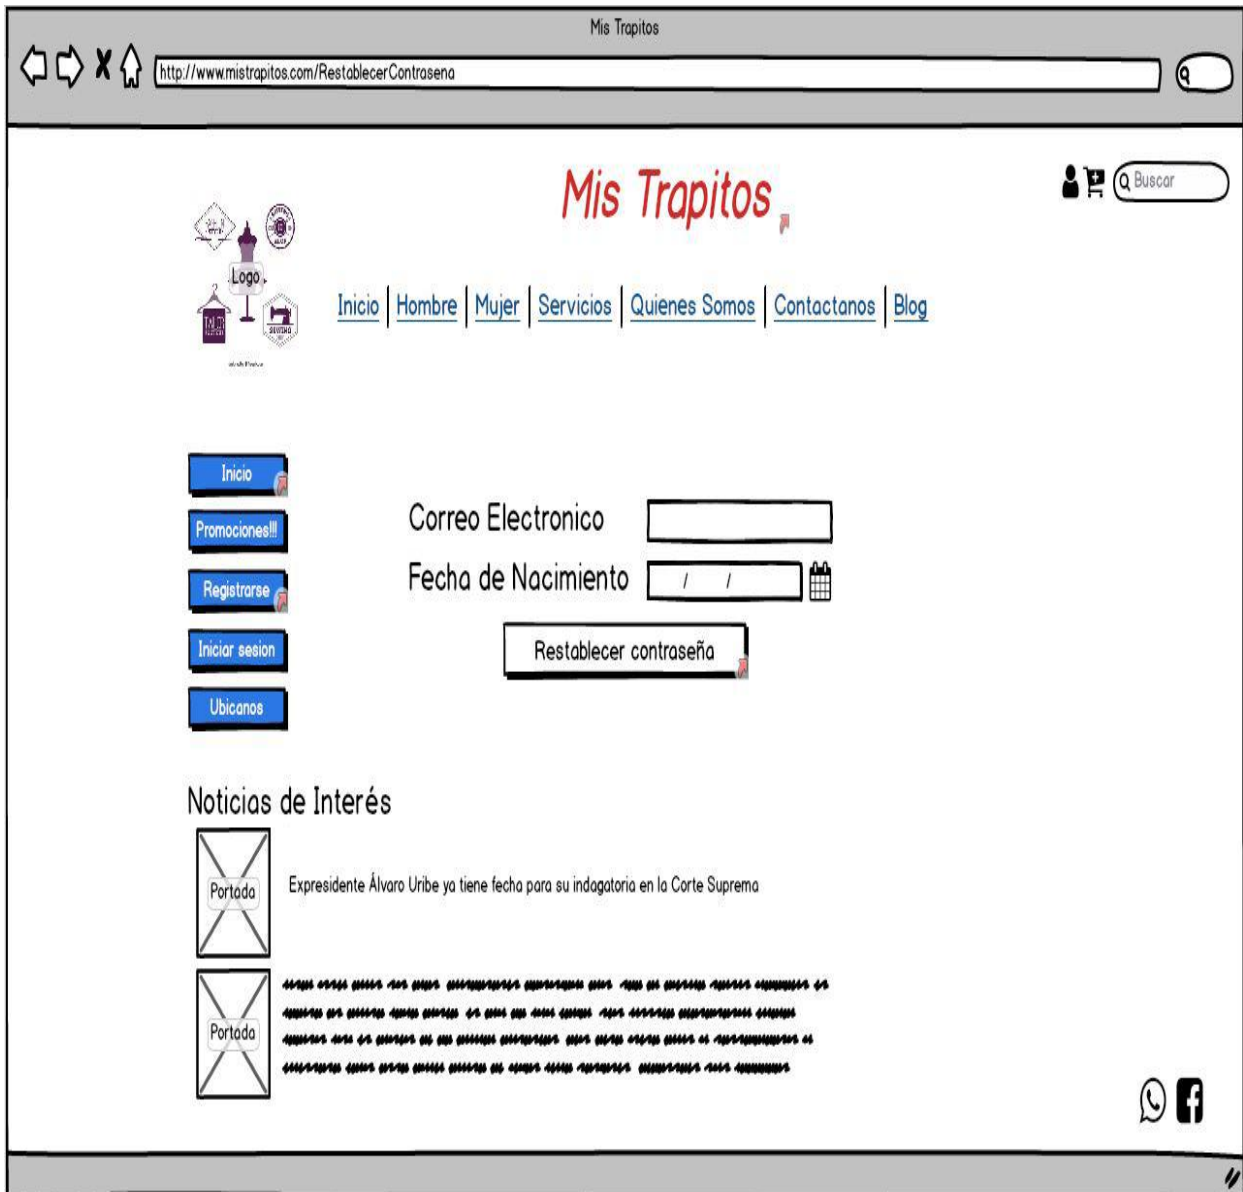 Mis Trapitos
http://www.mistrapitos.com/RestablecerContrasena
Mis Trapitos
Buscar
Logo
Inicio | Hombre | Mujer | Servicios | Quienes Somos | Contactanos | Blog
Inicio
Promociones!!!
Registrarse
Iniciar sesion
Ubicanos
Correo Electronico
Fecha de Nacimiento / /
Restablecer contraseña
Noticias de Interés
Portada
Expresidente Álvaro Uribe ya tiene fecha para su indagatoria en la Corte Suprema
Portada